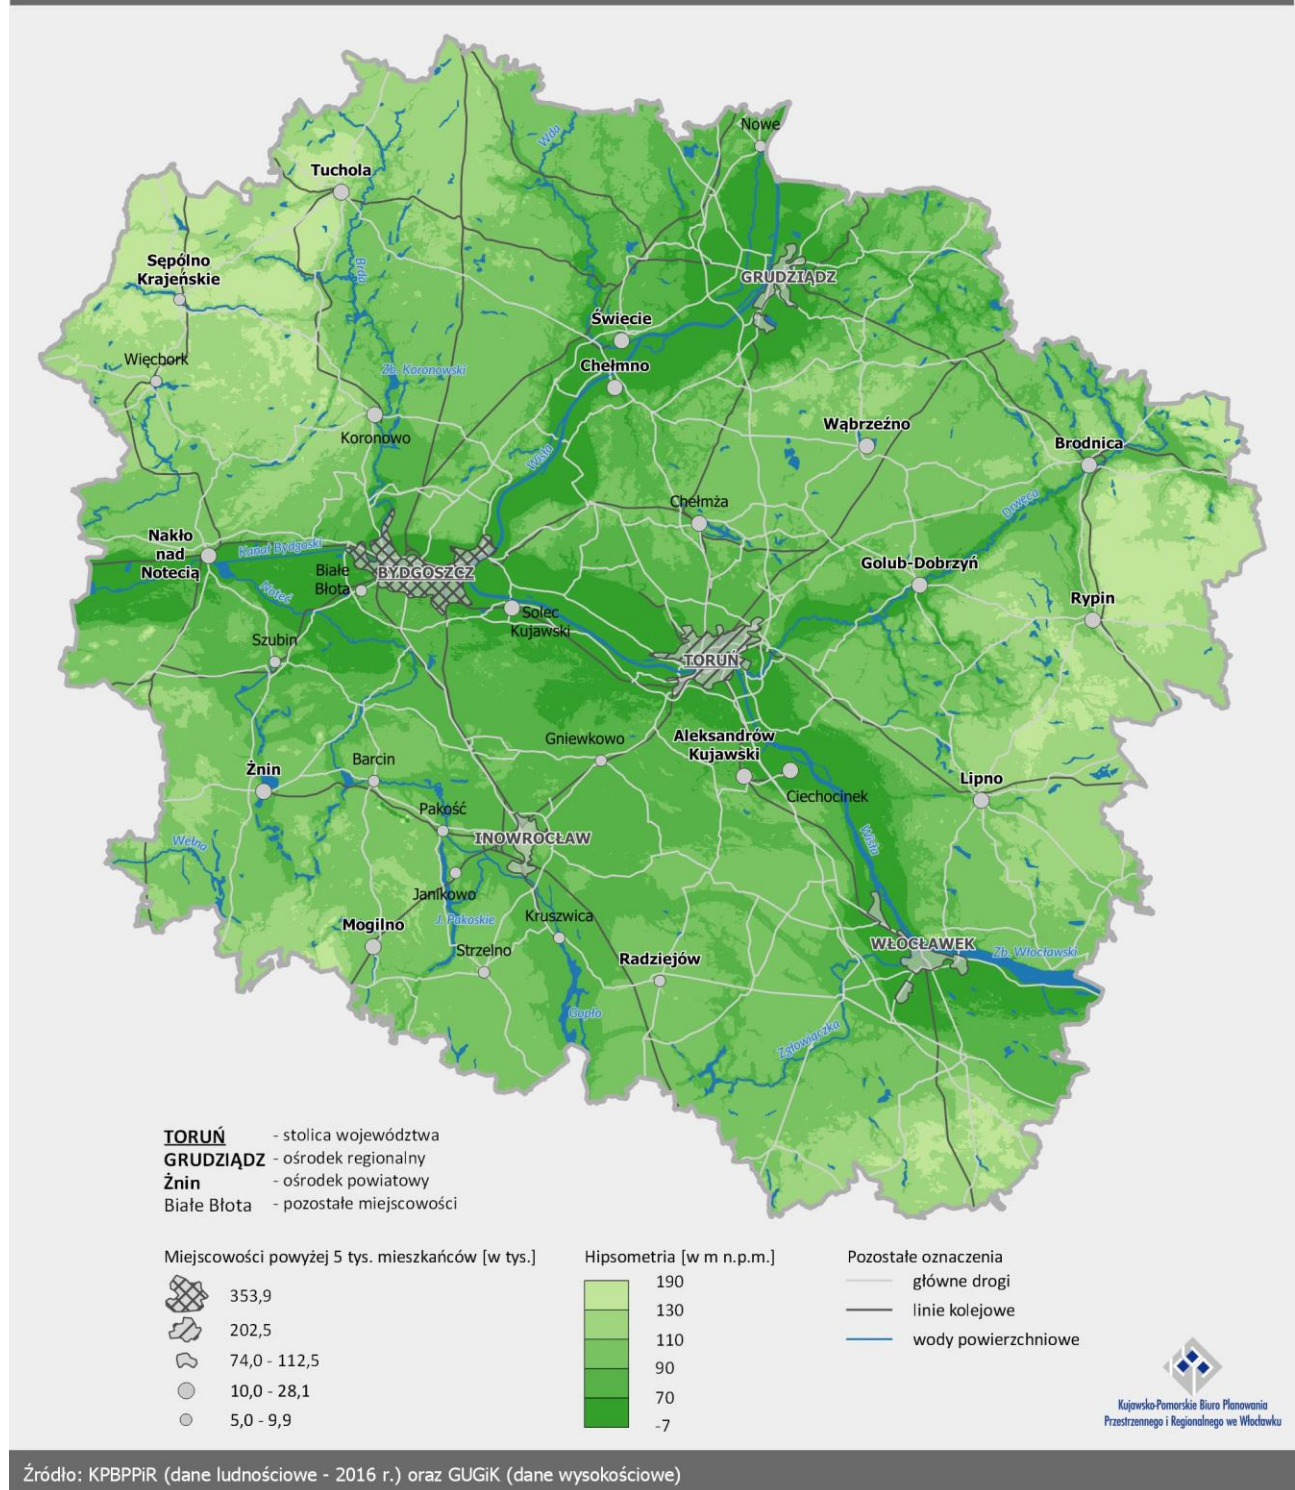 Nowe
Wda
Tuchola
Brda
Sępólno
Krajeńskie
GRUDZIĄDZ
Świecie
Więcbork
Chełmno
Zb. Koronowski
Koronowo
Wisła
Wąbrzeźno
Brodnica
Chełmża
Drwęca
Nakło
nad
Notecią
Kanał Bydgoski
Białe
Błota
BYDGOSZCZ
Noteć
Golub-Dobrzyń
Rypin
Solec
Kujawski
Szubin
TORUŃ
Gniewkowo
Aleksandrów
Kujawski
Żnin
Barcin
Ciechocinek
Lipno
Pakość
INOWROCŁAW
Wełna
Wisła
Janikowo
J. Pakoskie
Kruszwica
Mogilno
Strzelno
Radziejów
WŁOCŁAWEK
Zb. Włocławski
Gopło
Zgłowiączka
TORUŃ - stolica województwa
GRUDZIĄDZ - ośrodek regionalny
Żnin - ośrodek powiatowy
Białe Błota - pozostałe miejscowości
Miejscowości powyżej 5 tys. mieszkańców [w tys.]
353,9
202,5
74,0 - 112,5
10,0 - 28,1
5,0 - 9,9
Hipsometria [w m n.p.m.]
190
130
110
90
70
-7
Pozostałe oznaczenia
główne drogi
linie kolejowe
wody powierzchniowe
Kujawsko-Pomorskie Biuro Planowania
Przestrzennego i Regionalnego we Włocławku
Źródło: KPBPPiR (dane ludnościowe - 2016 r.) oraz GUGiK (dane wysokościowe)